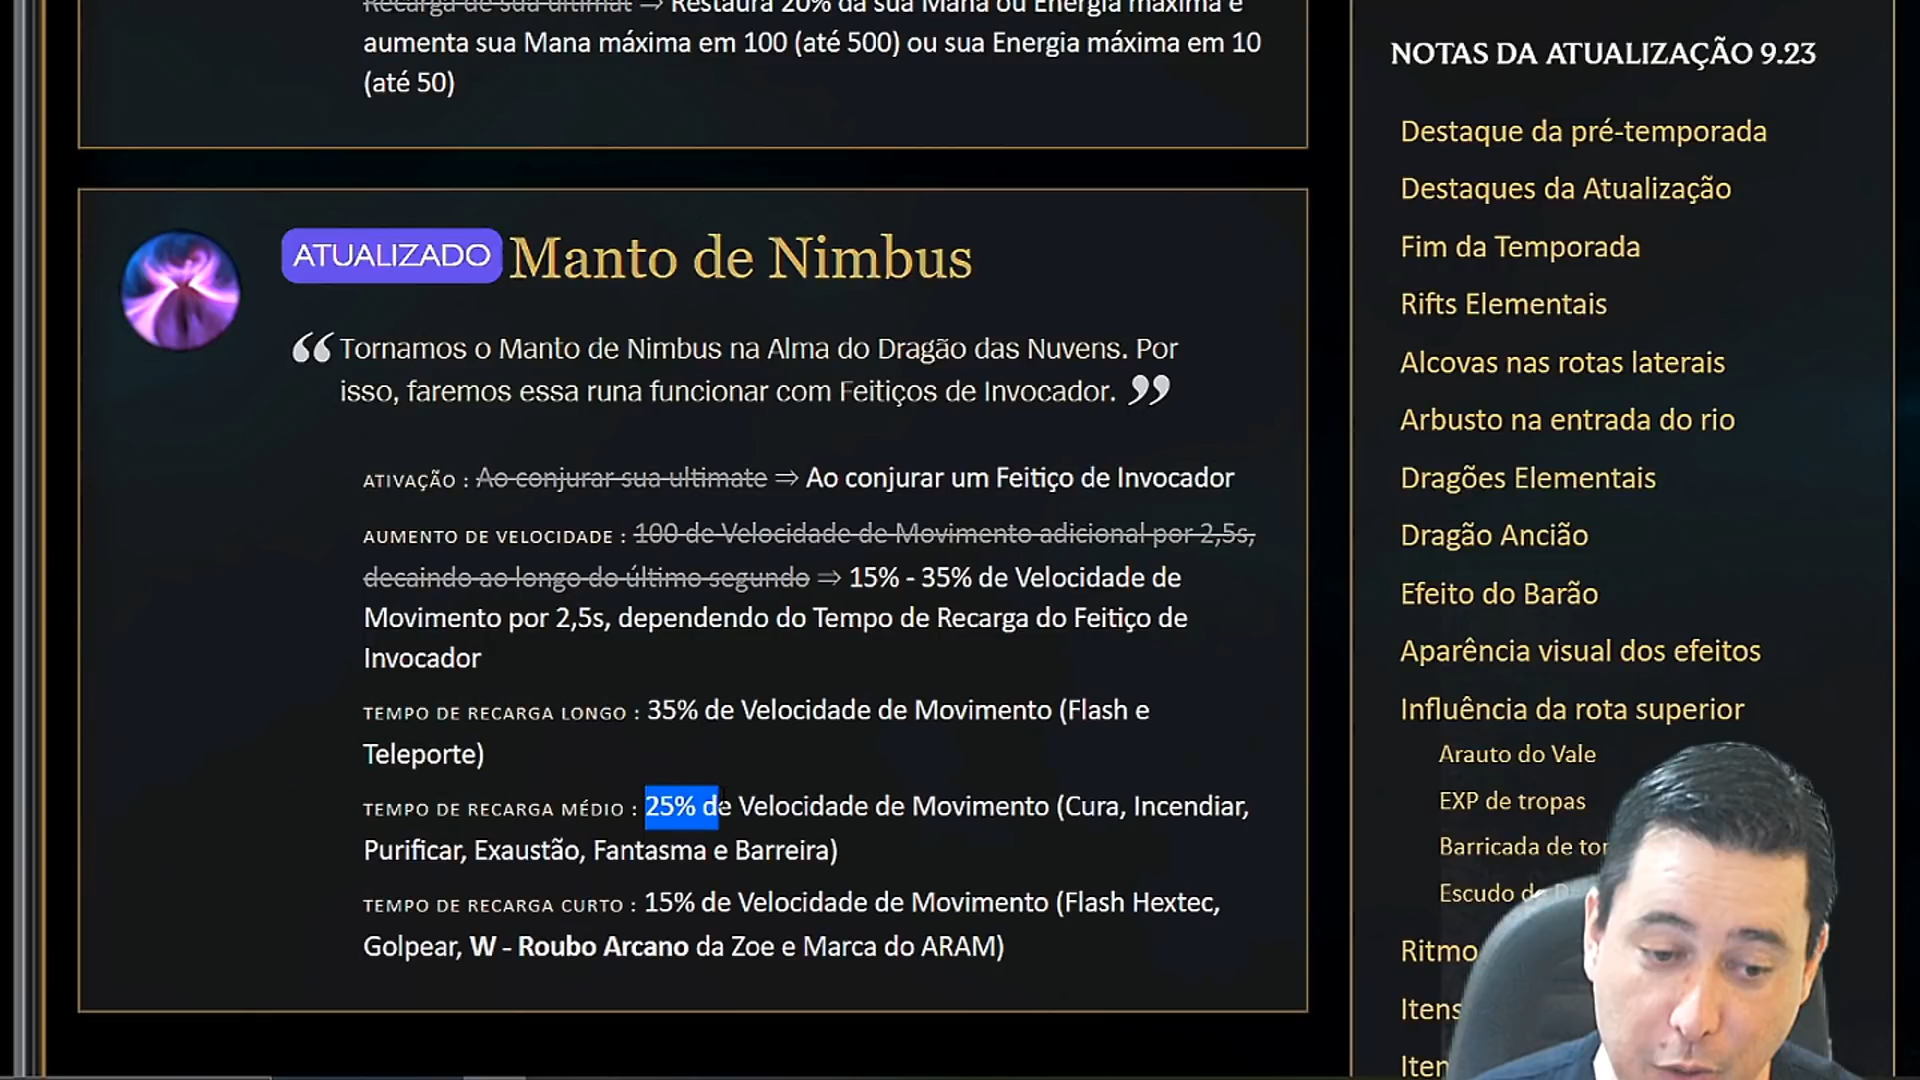 Recarga de sua ultimat ⇒ Restaura 20% da sua Mana ou Energia máxima e
aumenta sua Mana máxima em 100 (até 500) ou sua Energia máxima em 10
(até 50)
ATUALIZADO Manto de Nimbus
“Tornamos o Manto de Nimbus na Alma do Dragão das Nuvens. Por
isso, faremos essa runa funcionar com Feitiços de Invocador.”
ATIVAÇÃO : Ao conjurar sua ultimate ⇒ Ao conjurar um Feitiço de Invocador
AUMENTO DE VELOCIDADE : 100 de Velocidade de Movimento adicional por 2,5s,
decaindo ao longo do último segundo ⇒ 15% - 35% de Velocidade de
Movimento por 2,5s, dependendo do Tempo de Recarga do Feitiço de
Invocador
TEMPO DE RECARGA LONGO : 35% de Velocidade de Movimento (Flash e
Teleporte)
TEMPO DE RECARGA MÉDIO : 25% de Velocidade de Movimento (Cura, Incendiar,
Purificar, Exaustão, Fantasma e Barreira)
TEMPO DE RECARGA CURTO : 15% de Velocidade de Movimento (Flash Hextec,
Golpear, W - Roubo Arcano da Zoe e Marca do ARAM)
NOTAS DA ATUALIZAÇÃO 9.23
Destaque da pré-temporada
Destaques da Atualização
Fim da Temporada
Rifts Elementais
Alcovas nas rotas laterais
Arbusto na entrada do rio
Dragões Elementais
Dragão Ancião
Efeito do Barão
Aparência visual dos efeitos
Influência da rota superior
Arauto do Vale
EXP de tropas
Barricada de
Escudo
Ritmo
Itens